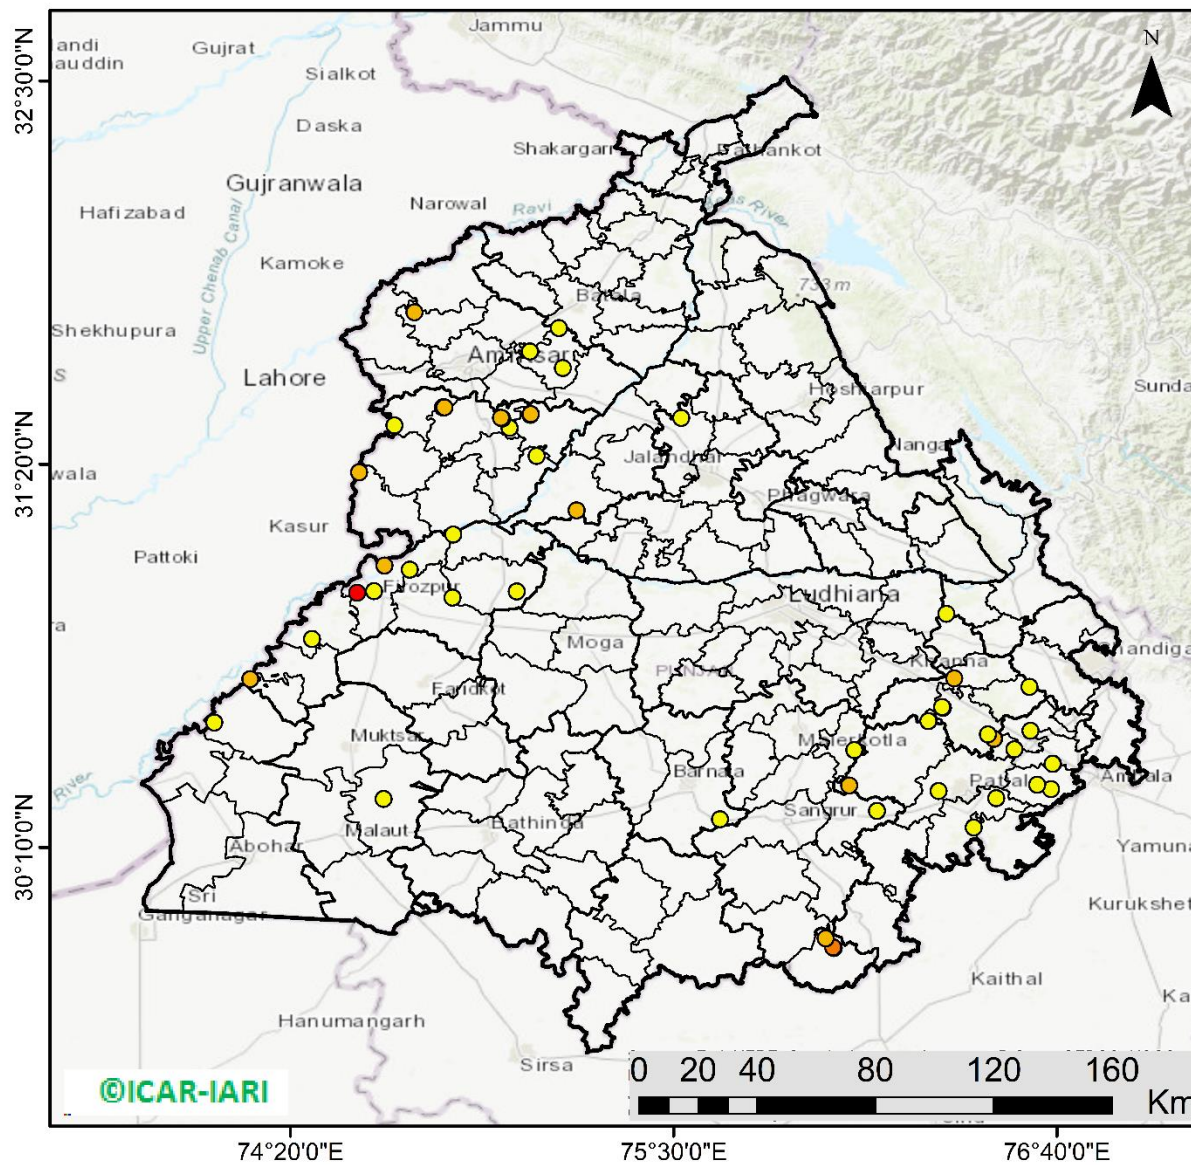 Jammu
N
andi
auddin
Gujrat
Sialkot
32°30'0"N
Daska
Shakargarh
Pathankot
Gujranwala
Narowal
Ravi
Beas River
Hafizabad
Upper Chenab Canal
Kamoke
733 m
Batala
Shekhupura
Amritsar
S
Lahore
Hoshiarpur
Sunda
Nangal
31°20'0"N
wala
Jalandhar
Phagwara
Kasur
Pattoki
Firozpur
Ludhiana
ra
Moga
Chandiga
Khanna
PUNJAB
Faridkot
Muktsar
Malerkotla
Barnala
River
Patiala
Ambala
Sangrur
Malaut
Bathinda
30°10'0"N
Abohar
Yamuna
Sri
Ganganagar
Kurukshet
Kaithal
Ka
Hanumangarh
Sirsa
0 20 40 80 120 160
Km
©ICAR-IARI
74°20'0"E
75°30'0"E
76°40'0"E